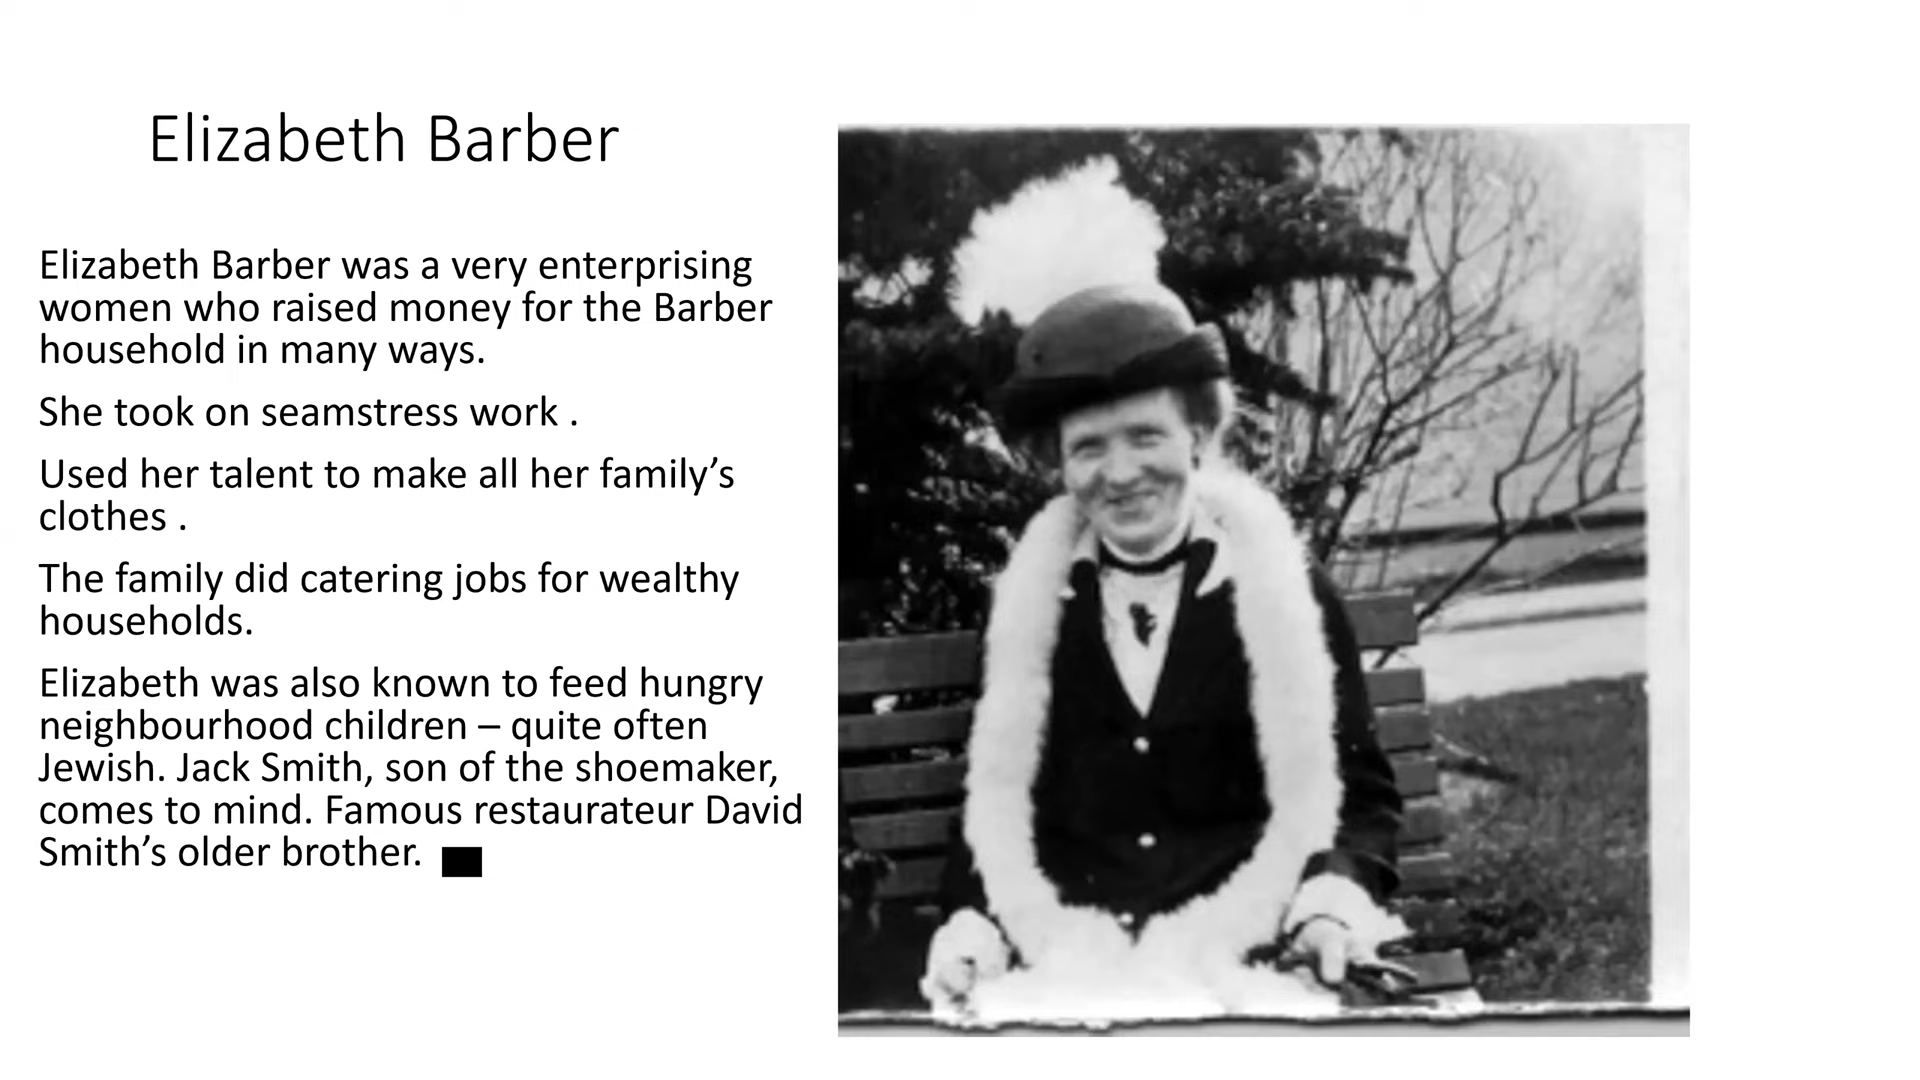 Elizabeth Barber
Elizabeth Barber was a very enterprising
women who raised money for the Barber
household in many ways.
She took on seamstress work .
Used her talent to make all her family’s
clothes .
The family did catering jobs for wealthy
households.
Elizabeth was also known to feed hungry
neighbourhood children – quite often
Jewish. Jack Smith, son of the shoemaker,
comes to mind. Famous restaurateur David
Smith’s older brother.